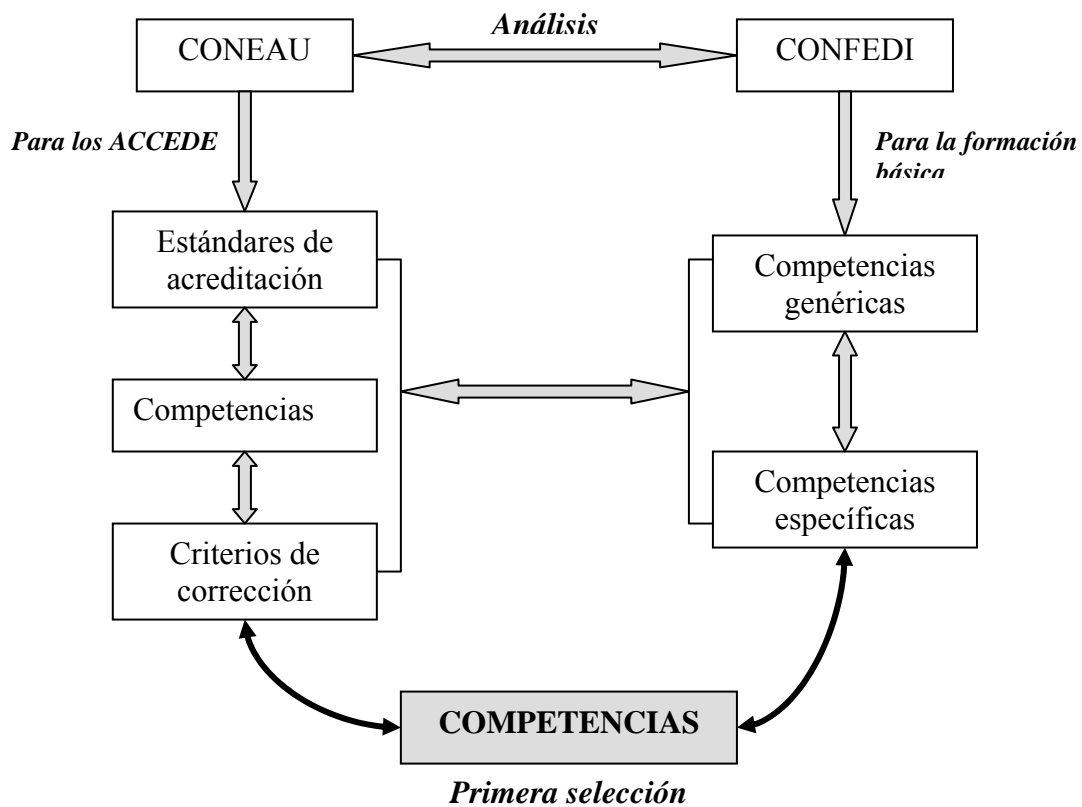 Análisis
CONEAU
CONFEDI
Para los ACCEDE
Para la formación
básica
Estándares de
acreditación
Competencias
genéricas
Competencias
Competencias
específicas
Criterios de
corrección
COMPETENCIAS
Primera selección